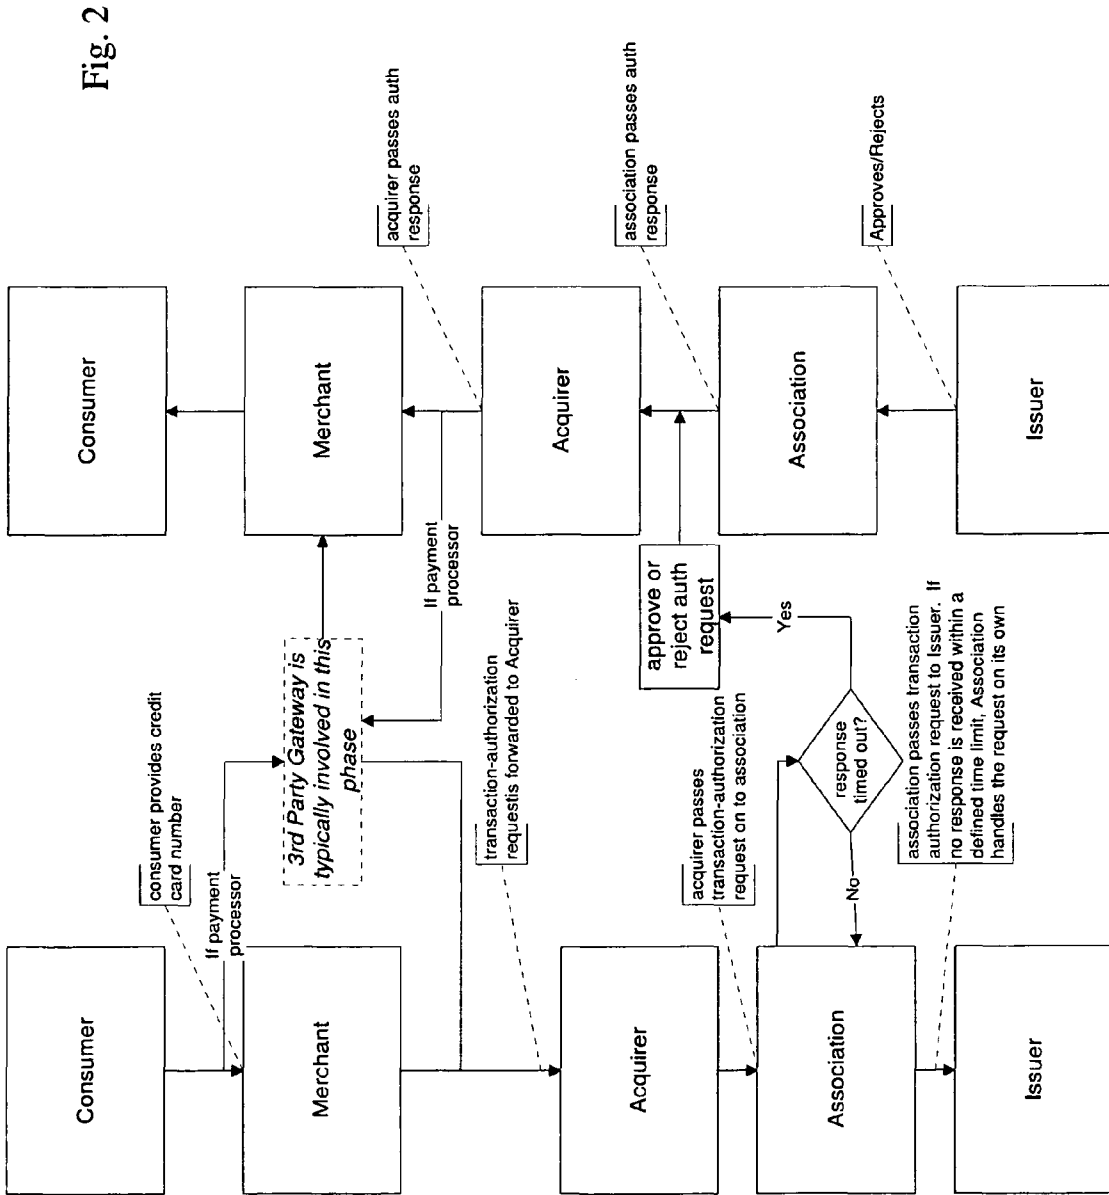 Fig. 2
Consumer
consumer provides credit
card number
If payment
processor
Merchant
3rd Party Gateway is
typically involved in this
phase
transaction-authorization
requestis forwarded to Acquirer
Acquirer
acquirer passes
transaction-authorization
request on to association
Association
response
timed out?
No
Yes
approve or
reject auth
request
association passes transaction
authorization request to Issuer. If
no response is received within a
defined time limit, Association
handles the request on its own
Issuer
Consumer
Merchant
If payment
processor
acquirer passes auth
response
Acquirer
association passes auth
response
Association
Approves/Rejects
Issuer